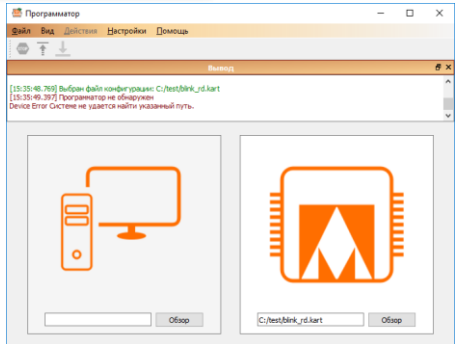 Программатор
Файл Вид Действия Настройки Помощь
Вывод
[15:35:48.769] Выбран файл конфигурации: C:/test/blink_rd.kart
[15:35:49.397] Программатор не обнаружен
Device Error Системе не удается найти указанный путь.
Обзор
C:/test/blink_rd.kart Обзор